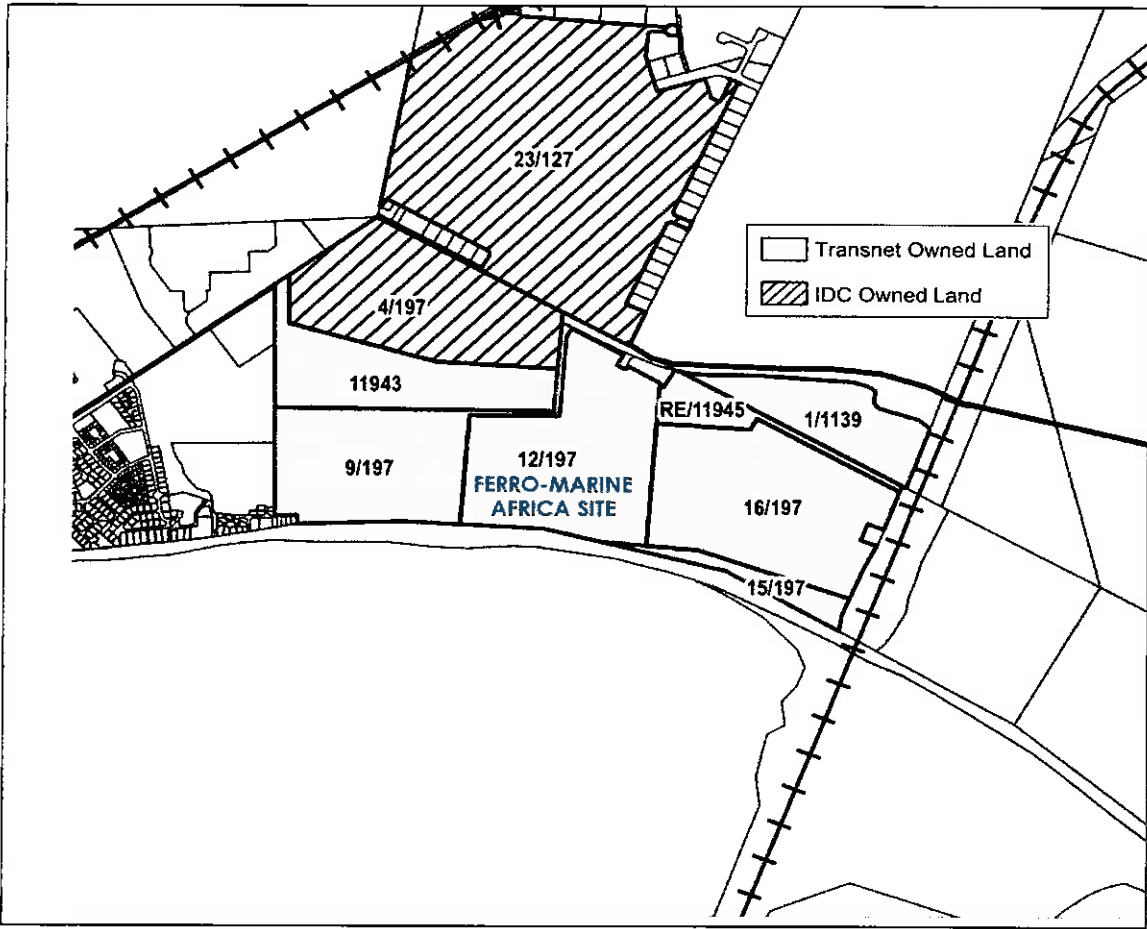 23/127
Transnet Owned Land
IDC Owned Land
4/197
11943
RE/11945
1/1139
9/197
12/197
FERRO-MARINE
AFRICA SITE
16/197
15/197